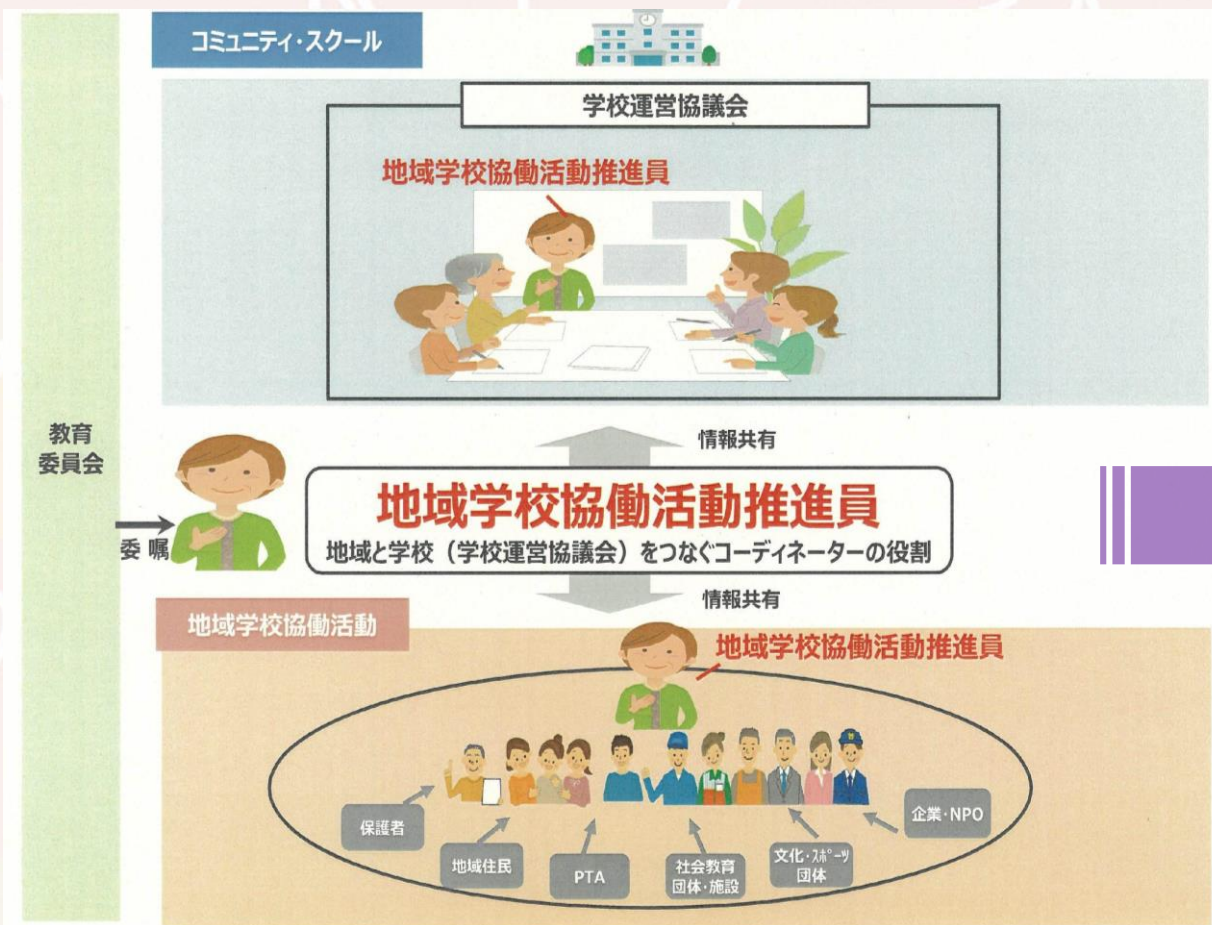 コミュニティ・スクール
学校運営協議会
地域学校協働活動推進員
教育
委員会
情報共有
委 嘱
地域学校協働活動推進員
地域と学校（学校運営協議会）をつなぐコーディネーターの役割
情報共有
地域学校協働活動
地域学校協働活動推進員
保護者
地域住民
PTA
社会教育
団体・施設
文化・スポーツ
団体
企業・NPO